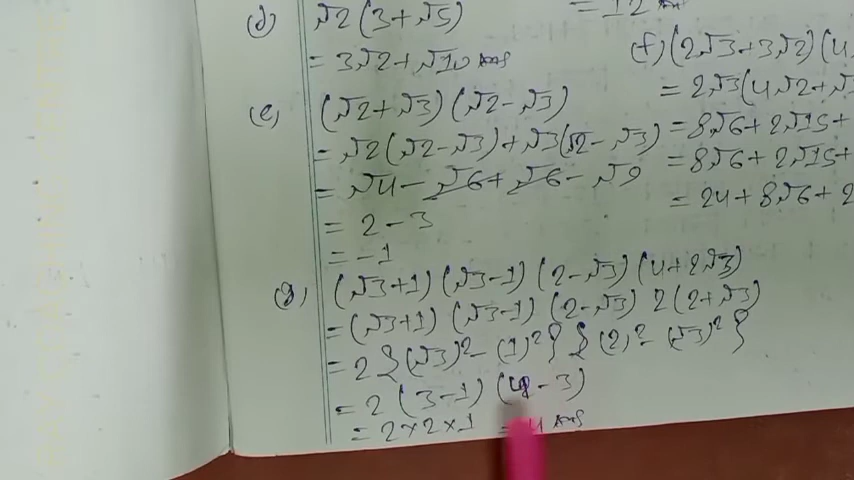 (d) √2 (3+√5)
= 3√2+√10 Ans
(e) (√2+√3) (√2-√3)
= √2(√2-√3)+√3(√2-√3)
= √4-√6+√6-√9
= 2-3
= -1
= 12 Ans
(f) (2√3+3√2)(4
= 2√3(4√2+√5
= 8√6+2√15+
= 8√6+2√15+
= 24+8√6+2
(g) (√3+1) (√3-1) (2-√3) (4+2√3)
= (√3+1) (√3-1) (2-√3) 2(2+√3)
= 2{(√3)²-(1)²} {(2)²-(√3)²}
= 2 (3-1) (4-3)
= 2×2×1 = 4 Ans